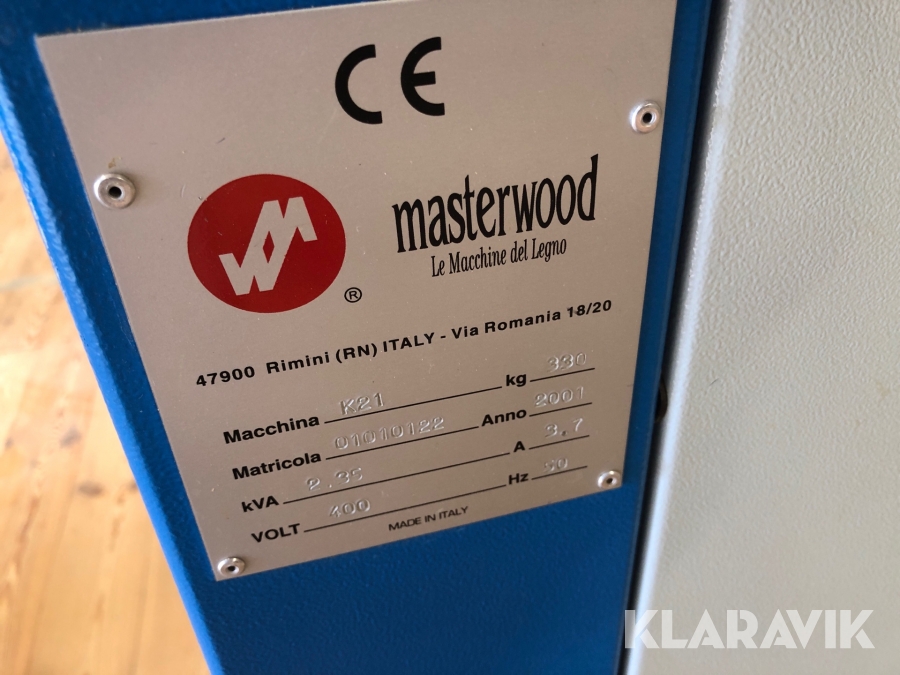 CE
masterwood
Le Macchine del Legno
®
47900 Rimini (RN) ITALY - Via Romania 18/20
Macchina K21 kg 330
Matricola 01010122 Anno 2001
kVA 2.35 A 3,7
VOLT 400 Hz 50
MADE IN ITALY
KLARAVIK